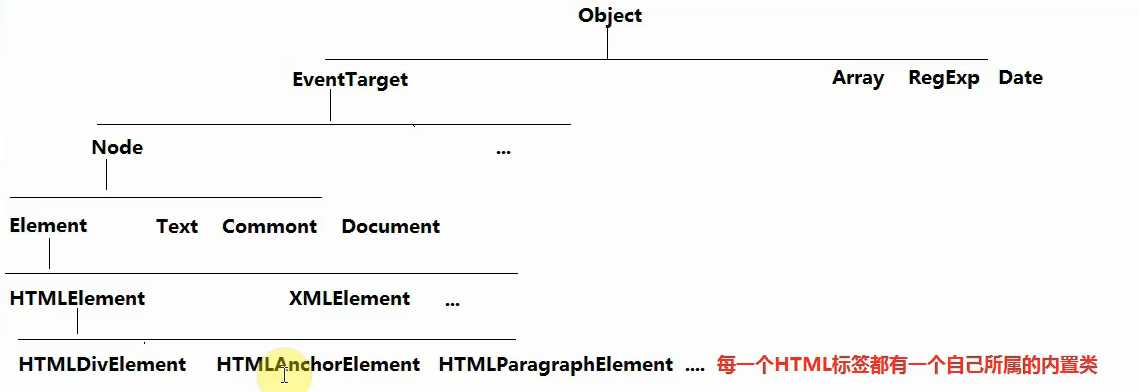 Object
EventTarget Array RegExp Date
Node ...
Element Text Commont Document
HTMLElement XMLElement ...
HTMLDivElement HTMLAnchorElement HTMLParagraphElement .... 每一个HTML标签都有一个自己所属的内置类